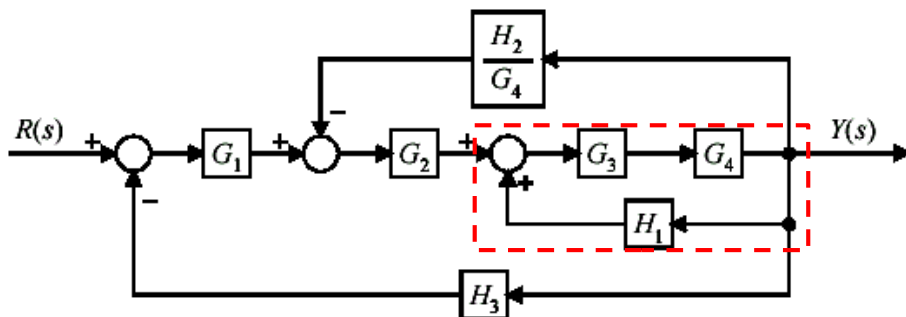 H₂
G₄
−
R(s) + G₁ + G₂ + G₃ G₄ Y(s)
− +
H₁
H₃